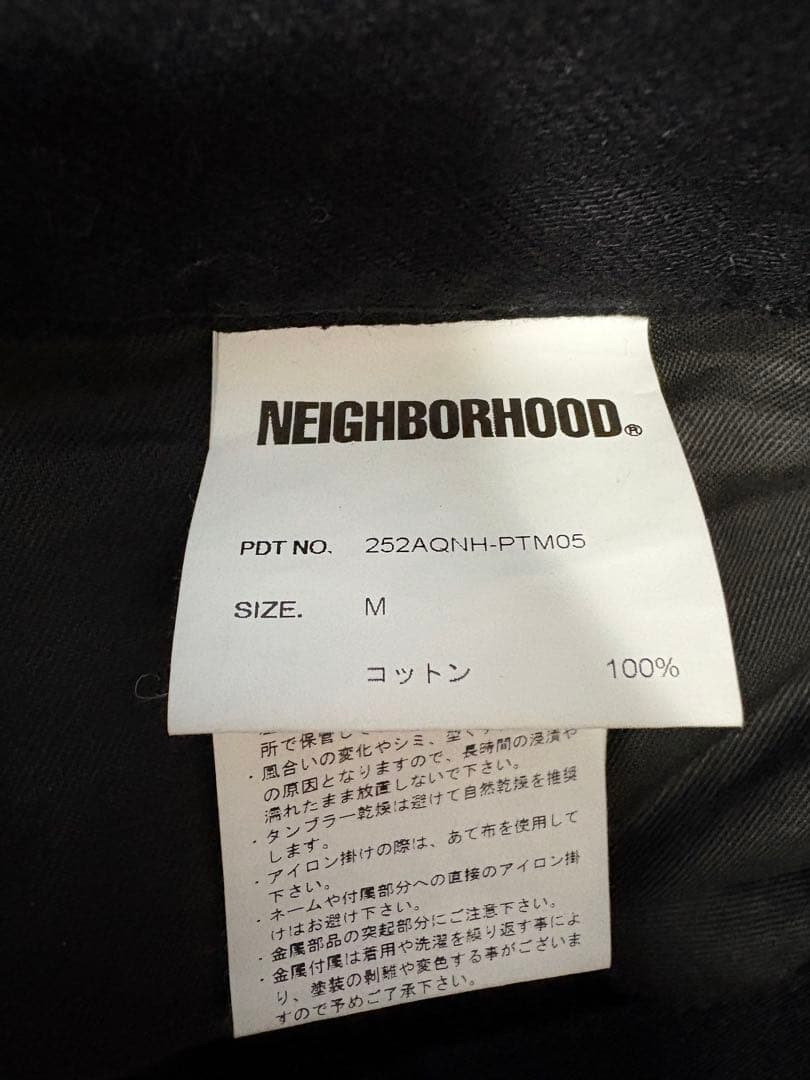 NEIGHBORHOOD®
PDT NO. 252AQNH-PTM05
SIZE. M
コットン 100%
所で保管し
・風合いの変化やシミ、型く
の原因となりますので、長時間の浸漬や
濡れたまま放置しないで下さい。
・タンブラー乾燥は避けて自然乾燥を推奨
します。
・アイロン掛けの際は、あて布を使用して
下さい。
・ネームや付属部分への直接のアイロン掛
けはお避け下さい。
・金属部品の突起部分にご注意下さい。
・金属付属は着用や洗濯を繰り返す事によ
り、塗装の剥離や変色する事がございま
すので予めご了承下さい。